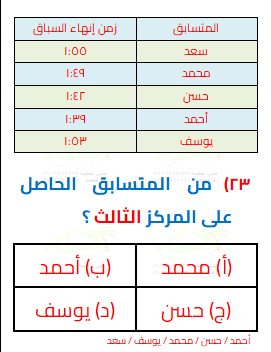 المتسابق زمن إنهاء السباق
سعد ١:٥٥
محمد ١:٤٩
حسن ١:٤٢
أحمد ١:٣٩
يوسف ١:٥٣
٢٣) من المتسابق الحاصل
على المركز الثالث ؟
(أ) محمد (ب) أحمد
(ج) حسن (د) يوسف
أحمد / حسن / محمد / يوسف / سعد